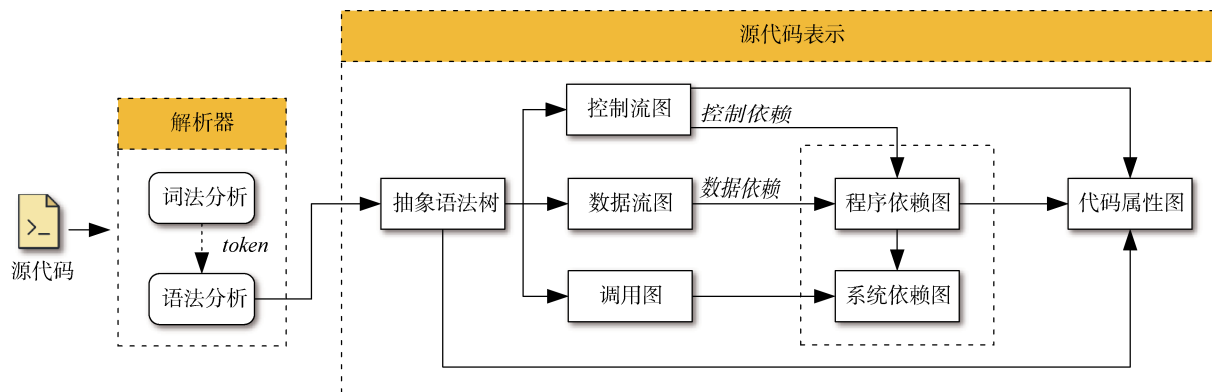 源代码表示
解析器
词法分析
token
语法分析
源代码
抽象语法树
控制流图
控制依赖
数据流图
数据依赖
调用图
程序依赖图
系统依赖图
代码属性图